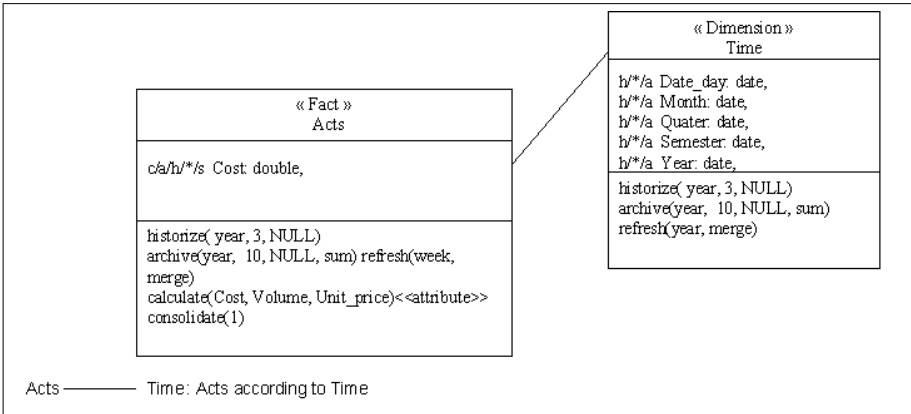 « Dimension »
Time
h/*/a Date_day: date,
h/*/a Month: date,
h/*/a Quater: date,
h/*/a Semester: date,
h/*/a Year: date,
historize( year, 3, NULL)
archive(year, 10, NULL, sum)
refresh(year, merge)
« Fact »
Acts
c/a/h/*/s Cost: double,
historize( year, 3, NULL)
archive(year, 10, NULL, sum) refresh(week,
merge)
calculate(Cost, Volume, Unit_price)<<attribute>>
consolidate(1)
Acts Time: Acts according to Time